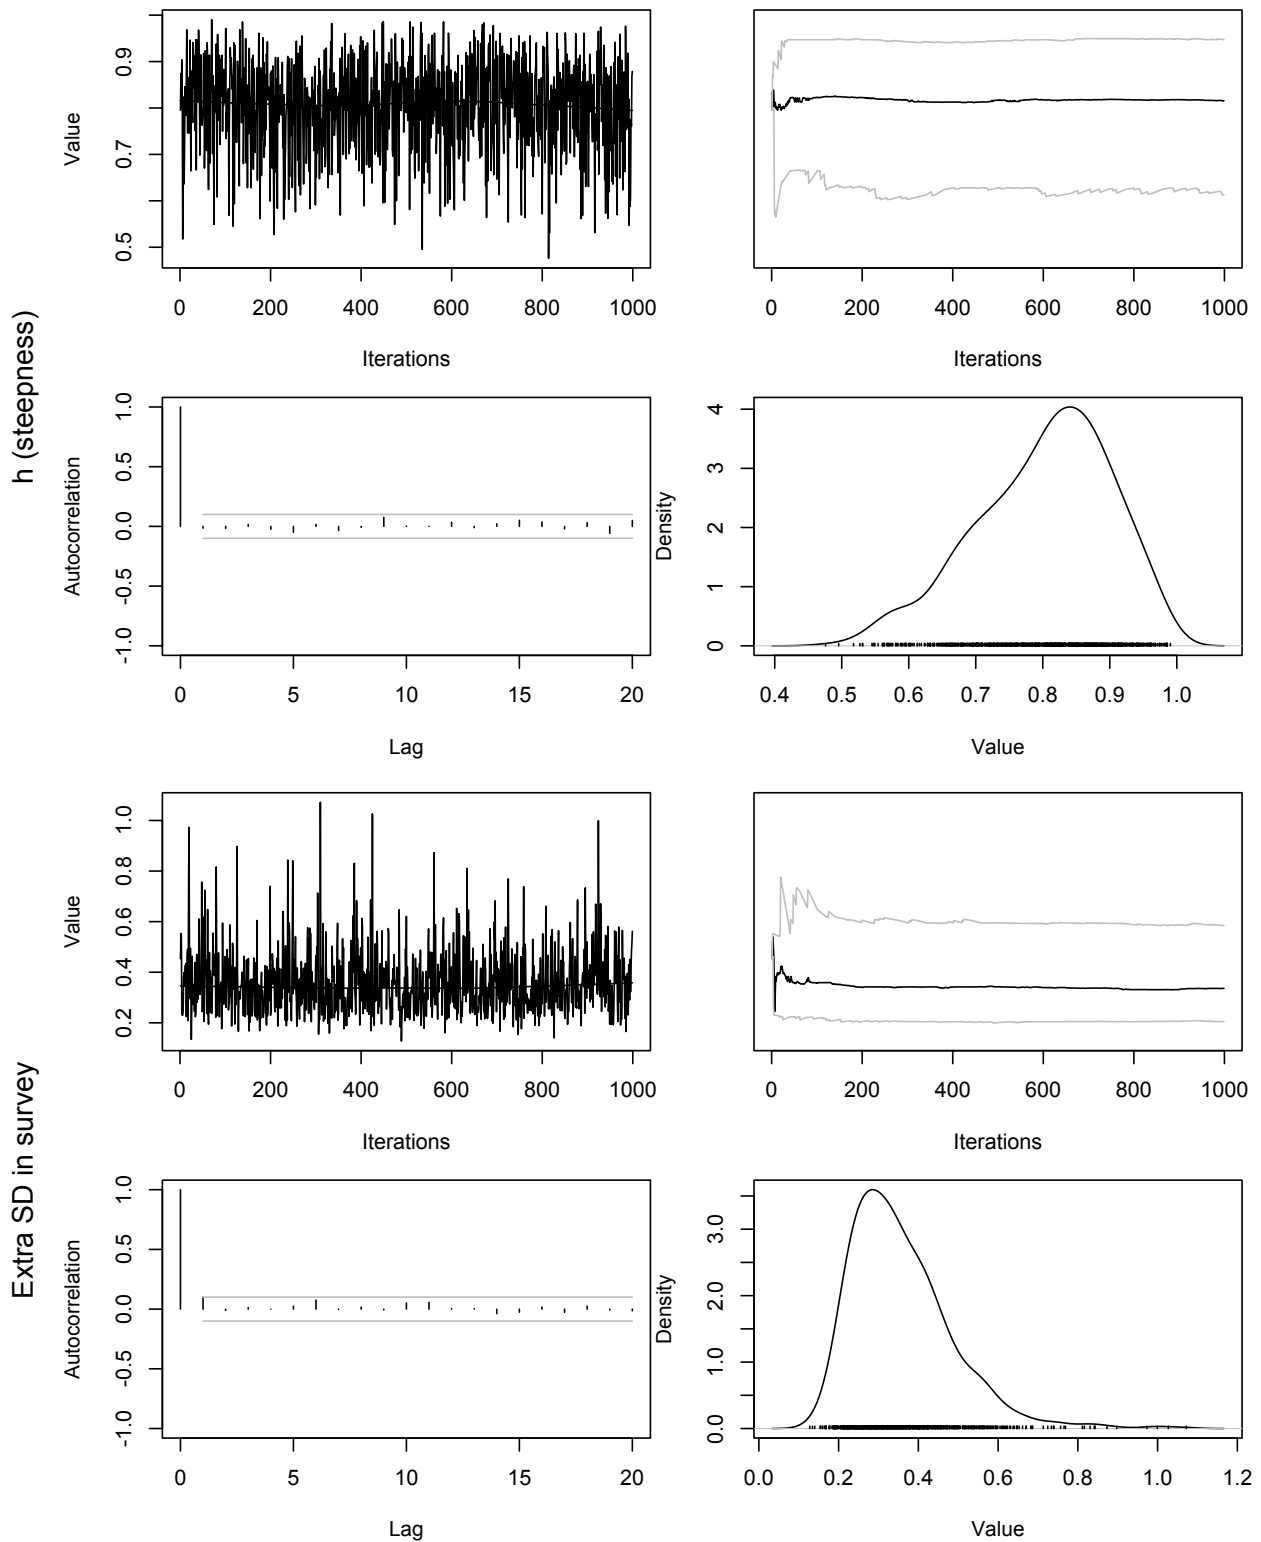 h (steepness)
Value
0.5 0.7 0.9
0 200 400 600 800 1000
Iterations
0 200 400 600 800 1000
Iterations
Autocorrelation
-1.0 -0.5 0.0 0.5 1.0
0 5 10 15 20
Lag
Density
0 1 2 3 4
0.4 0.5 0.6 0.7 0.8 0.9 1.0
Value
Extra SD in survey
Value
0.2 0.4 0.6 0.8 1.0
0 200 400 600 800 1000
Iterations
0 200 400 600 800 1000
Iterations
Autocorrelation
-1.0 -0.5 0.0 0.5 1.0
0 5 10 15 20
Lag
Density
0.0 1.0 2.0 3.0
0.0 0.2 0.4 0.6 0.8 1.0 1.2
Value